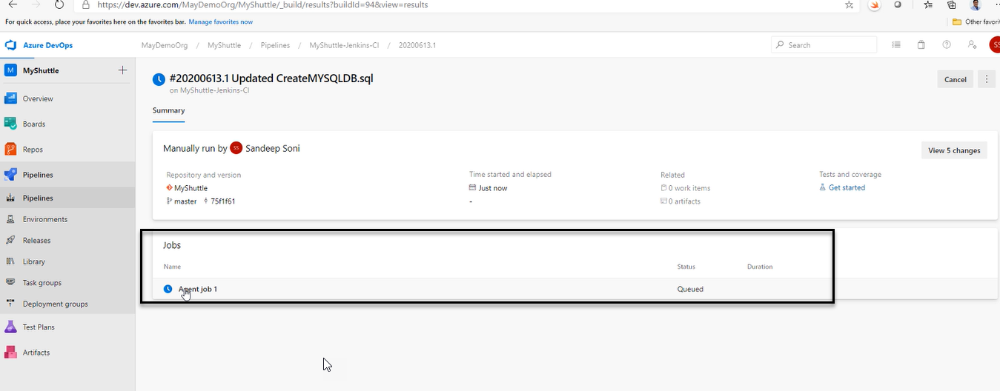 https://dev.azure.com/MayDemoOrg/MyShuttle/_build/results?buildId=94&view=results
For quick access, place your favorites here on the favorites bar. Manage favorites now
Other favorit
Azure DevOps
MayDemoOrg / MyShuttle / Pipelines / MyShuttle-Jenkins-CI / 20200613.1
Search
SS
M MyShuttle
Overview
Boards
Repos
Pipelines
Pipelines
Environments
Releases
Library
Task groups
Deployment groups
Test Plans
Artifacts
#20200613.1 Updated CreateMYSQLDB.sql
on MyShuttle-Jenkins-CI
Cancel
Summary
Manually run by SS Sandeep Soni
View 5 changes
Repository and version
MyShuttle
master 75f1f61
Time started and elapsed
Just now
-
Related
0 work items
0 artifacts
Tests and coverage
Get started
Jobs
Name Status Duration
Agent job 1 Queued